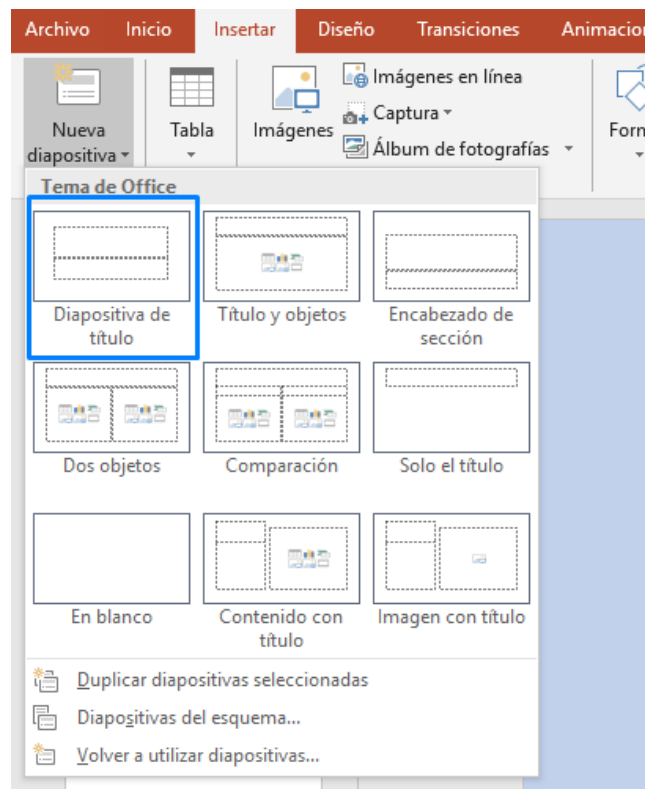 Archivo Inicio Insertar Diseño Transiciones
Nueva
diapositiva
Tabla
Imágenes
Imágenes en línea
Captura
Álbum de fotografías
Tema de Office
Diapositiva de
título
Título y objetos
Encabezado de
sección
Dos objetos
Comparación
Solo el título
En blanco
Contenido con
título
Imagen con título
Duplicar diapositivas seleccionadas
Diapositivas del esquema...
Volver a utilizar diapositivas...